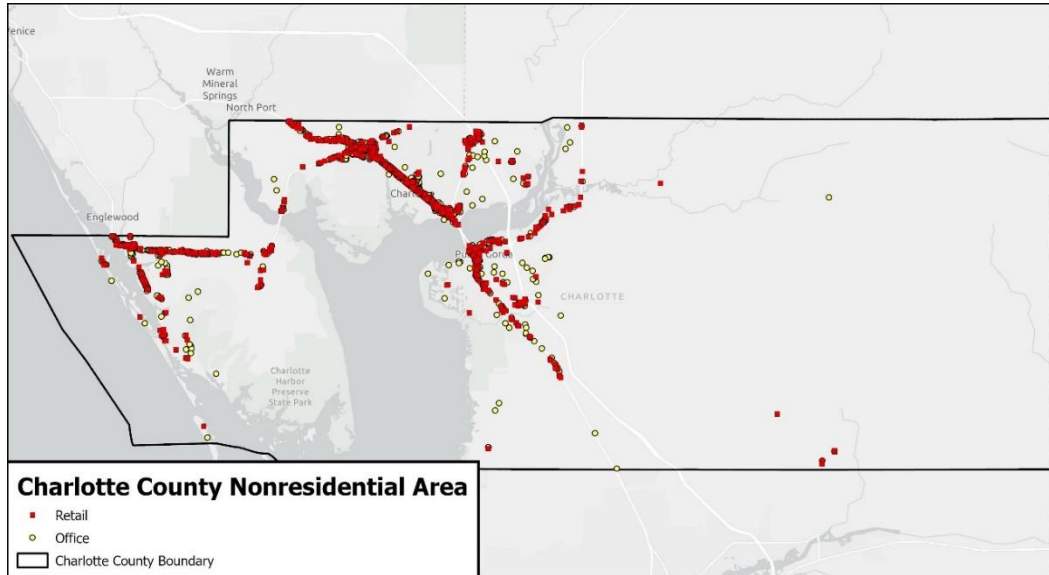 Venice
Warm
Mineral
Springs
North Port
Englewood
CHARLOTTE
Charlotte
Harbor
Preserve
State Park
Charlotte County Nonresidential Area
Retail
Office
Charlotte County Boundary